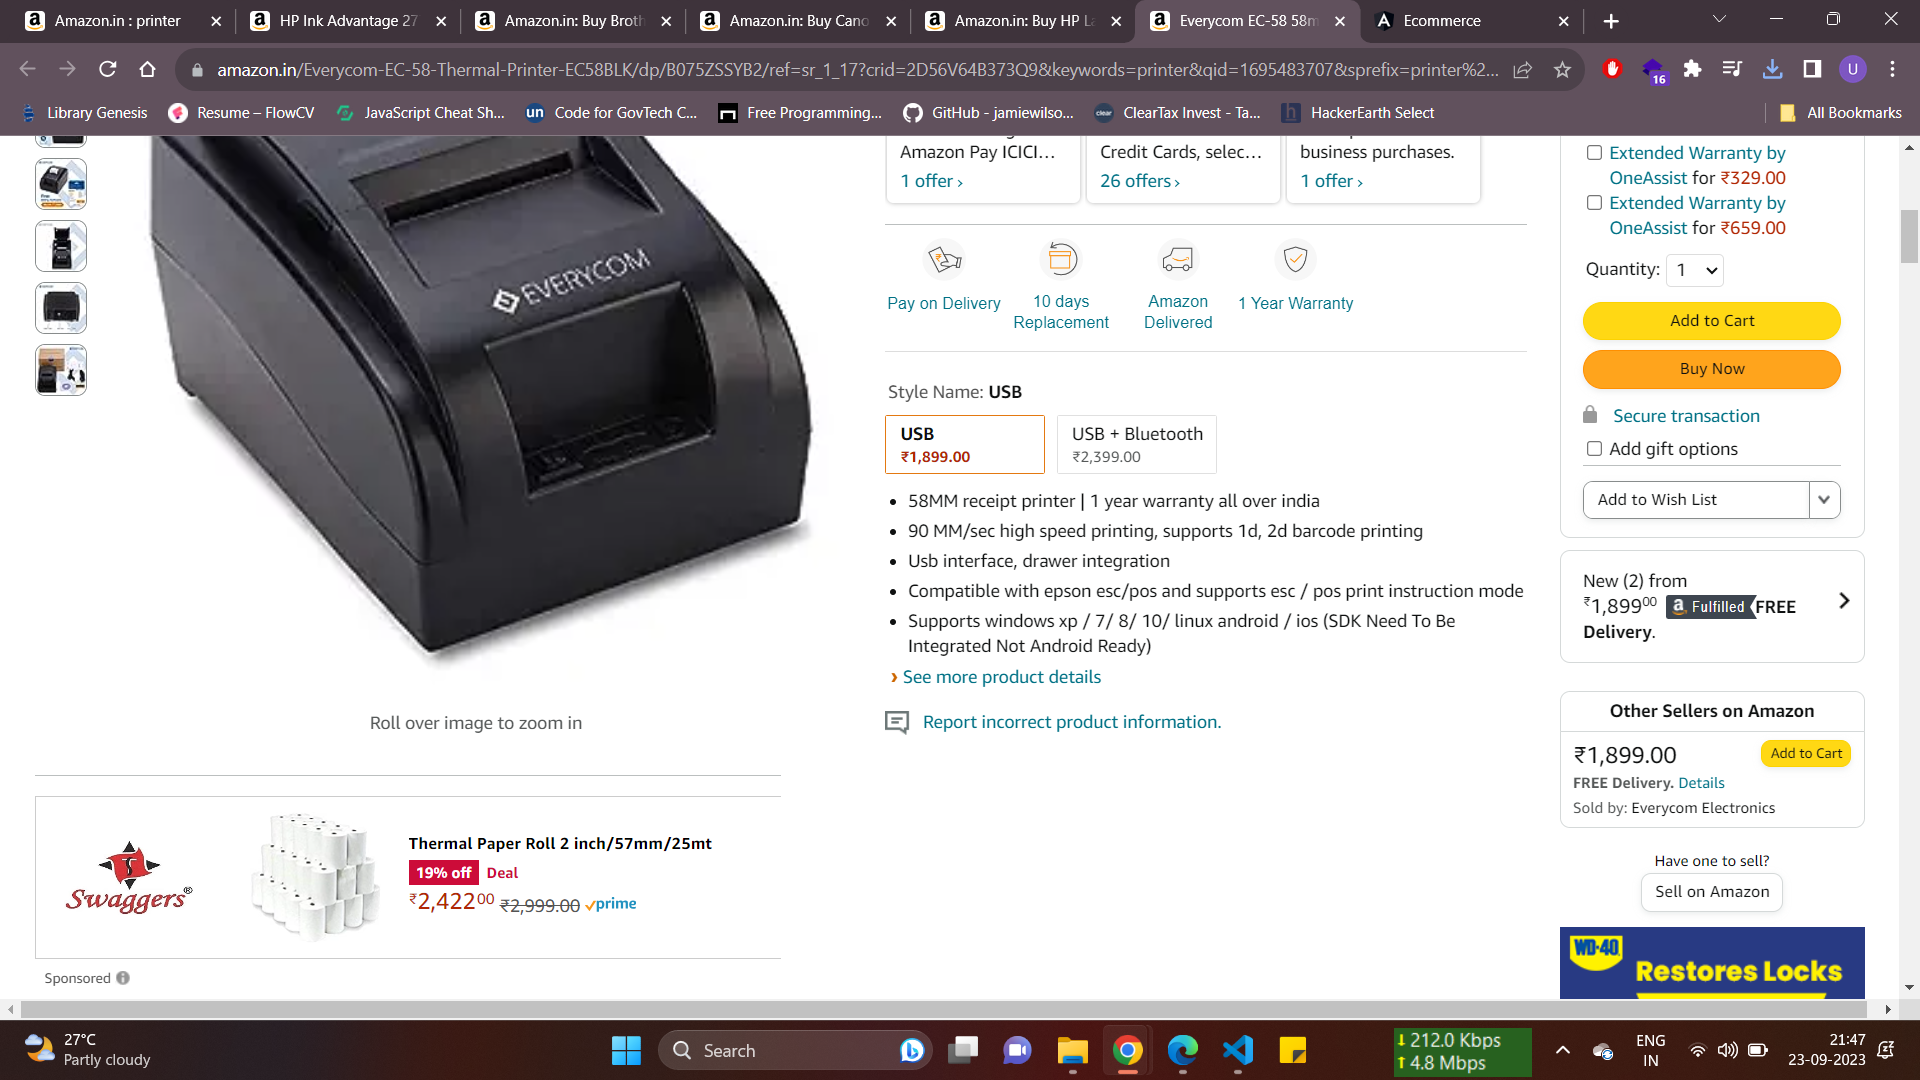 Amazon.in : printer
HP Ink Advantage 27
Amazon.in: Buy Broth
Amazon.in: Buy Cano
Amazon.in: Buy HP La
Everycom EC-58 58m
Ecommerce
amazon.in/Everycom-EC-58-Thermal-Printer-EC58BLK/dp/B075ZSSYB2/ref=sr_1_17?crid=2D56V64B373Q9&keywords=printer&qid=1695483707&sprefix=printer%2...
16
U
Library Genesis
Resume – FlowCV
JavaScript Cheat Sh...
un
Code for GovTech C...
Free Programming...
GitHub - jamiewilso...
clear
ClearTax Invest - Ta...
h
HackerEarth Select
All Bookmarks
EVERYCOM
Roll over image to zoom in
Swaggers®
Thermal Paper Roll 2 inch/57mm/25mt
19% off Deal
₹2,42200 ₹2,999.00 prime
Sponsored
Amazon Pay ICICI...
1 offer ›
Credit Cards, selec...
26 offers ›
business purchases.
1 offer ›
Pay on Delivery
10 days
Replacement
Amazon
Delivered
1 Year Warranty
Style Name: USB
USB
₹1,899.00
USB + Bluetooth
₹2,399.00
• 58MM receipt printer | 1 year warranty all over india
• 90 MM/sec high speed printing, supports 1d, 2d barcode printing
• Usb interface, drawer integration
• Compatible with epson esc/pos and supports esc / pos print instruction mode
• Supports windows xp / 7/ 8/ 10/ linux android / ios (SDK Need To Be
Integrated Not Android Ready)
› See more product details
Report incorrect product information.
Extended Warranty by
OneAssist for ₹329.00
Extended Warranty by
OneAssist for ₹659.00
Quantity: 1
Add to Cart
Buy Now
Secure transaction
Add gift options
Add to Wish List
New (2) from
₹1,89900 a Fulfilled FREE
Delivery.
Other Sellers on Amazon
₹1,899.00
Add to Cart
FREE Delivery. Details
Sold by: Everycom Electronics
Have one to sell?
Sell on Amazon
WD-40
Restores Locks
27°C
Partly cloudy
Search
212.0 Kbps
4.8 Mbps
ENG
IN
21:47
23-09-2023